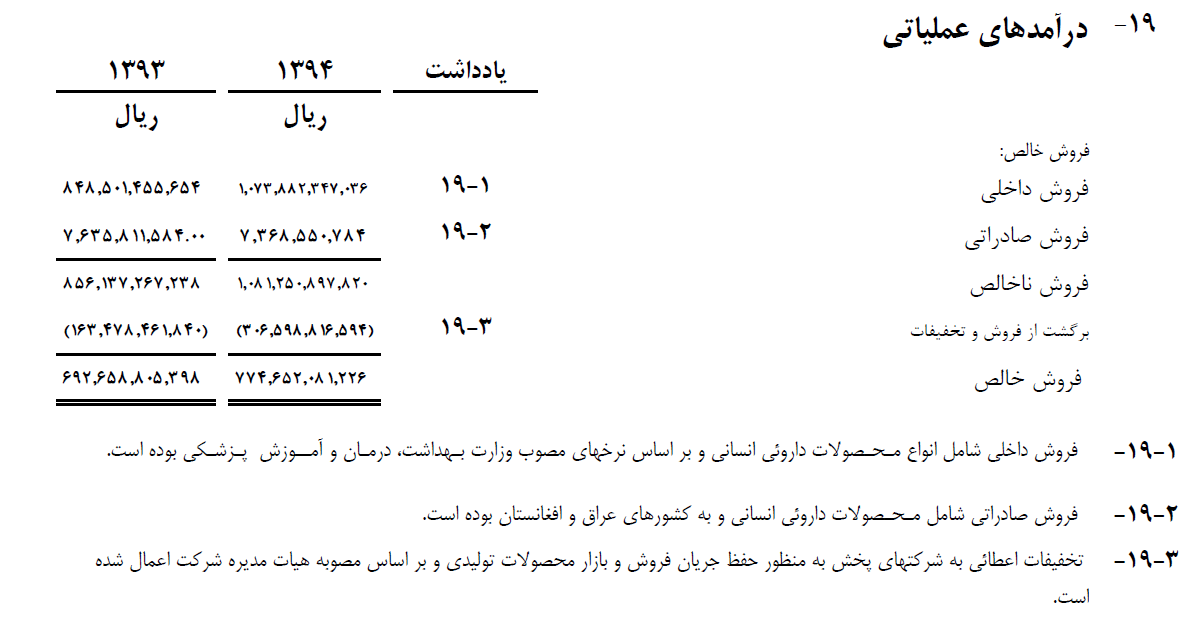 ۱۹- درآمدهای عملیاتی
یادداشت ۱۳۹۴ ۱۳۹۳
ریال ریال
فروش خالص:
فروش داخلی ۱۹-۱ ۱,۰۷۳,۸۸۲,۳۴۷,۰۳۶ ۸۴۸,۵۰۱,۴۵۵,۶۵۴
فروش صادراتی ۱۹-۲ ۷,۳۶۸,۵۵۰,۷۸۴ ۷,۶۳۵,۸۱۱,۵۸۴.۰۰
فروش ناخالص ۱,۰۸۱,۲۵۰,۸۹۷,۸۲۰ ۸۵۶,۱۳۷,۲۶۷,۲۳۸
برگشت از فروش و تخفیفات ۱۹-۳ (۳۰۶,۵۹۸,۸۱۶,۵۹۴) (۱۶۳,۴۷۸,۴۶۱,۸۴۰)
فروش خالص ۷۷۴,۶۵۲,۰۸۱,۲۲۶ ۶۹۲,۶۵۸,۸۰۵,۳۹۸
۱۹-۱- فروش داخلی شامل انواع محصولات داروئی انسانی و بر اساس نرخهای مصوب وزارت بهداشت، درمان و آموزش پزشکی بوده است.
۱۹-۲- فروش صادراتی شامل محصولات داروئی انسانی و به کشورهای عراق و افغانستان بوده است.
۱۹-۳- تخفیفات اعطائی به شرکتهای پخش به منظور حفظ جریان فروش و بازار محصولات تولیدی و بر اساس مصوبه هیات مدیره شرکت اعمال شده
است.